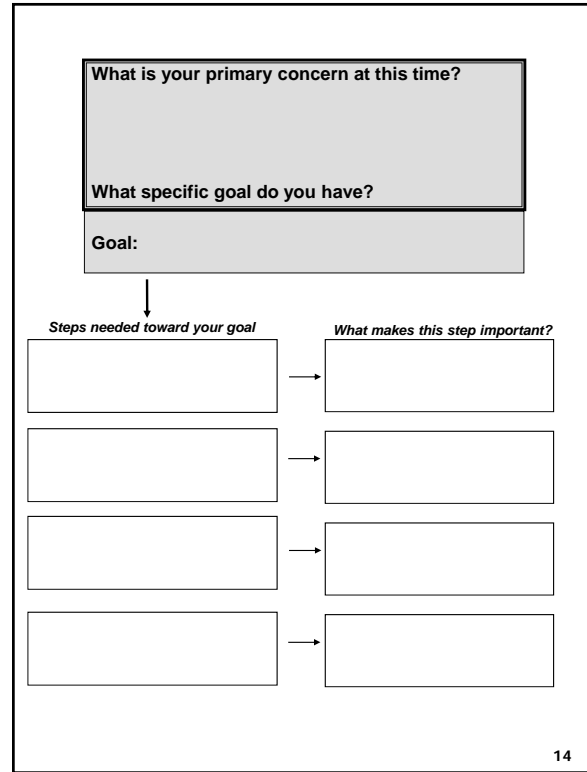 What is your primary concern at this time?
What specific goal do you have?
Goal:
Steps needed toward your goal
What makes this step important?
14